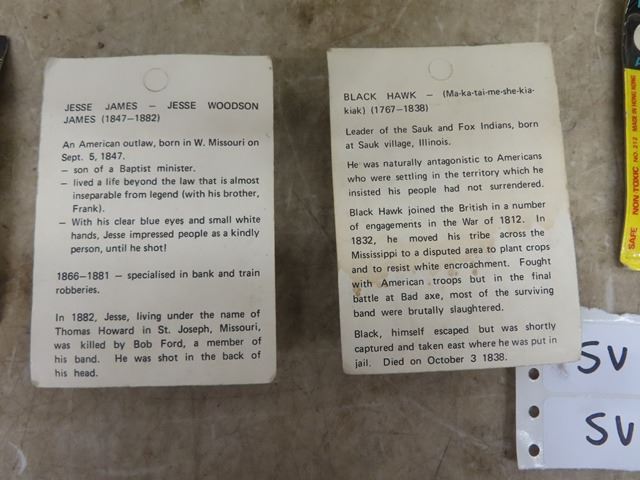 JESSE JAMES – JESSE WOODSON
JAMES (1847–1882)
An American outlaw, born in W. Missouri on
Sept. 5, 1847.
– son of a Baptist minister.
– lived a life beyond the law that is almost
inseparable from legend (with his brother,
Frank).
– With his clear blue eyes and small white
hands, Jesse impressed people as a kindly
person, until he shot!
1866–1881 – specialised in bank and train
robberies.
In 1882, Jesse, living under the name of
Thomas Howard in St. Joseph, Missouri,
was killed by Bob Ford, a member of
his band. He was shot in the back of
his head.
BLACK HAWK – (Ma-ka-tai-me-she-kia-
kiak) (1767–1838)
Leader of the Sauk and Fox Indians, born
at Sauk village, Illinois.
He was naturally antagonistic to Americans
who were settling in the territory which he
insisted his people had not surrendered.
Black Hawk joined the British in a number
of engagements in the War of 1812. In
1832, he moved his tribe across the
Mississippi to a disputed area to plant crops
and to resist white encroachment. Fought
with American troops but in the final
battle at Bad axe, most of the surviving
band were brutally slaughtered.
Black, himself escaped but was shortly
captured and taken east where he was put in
jail. Died on October 3 1838.
SAFE NON TOXIC NO. 212 MADE IN HONG KONG
SV
SV